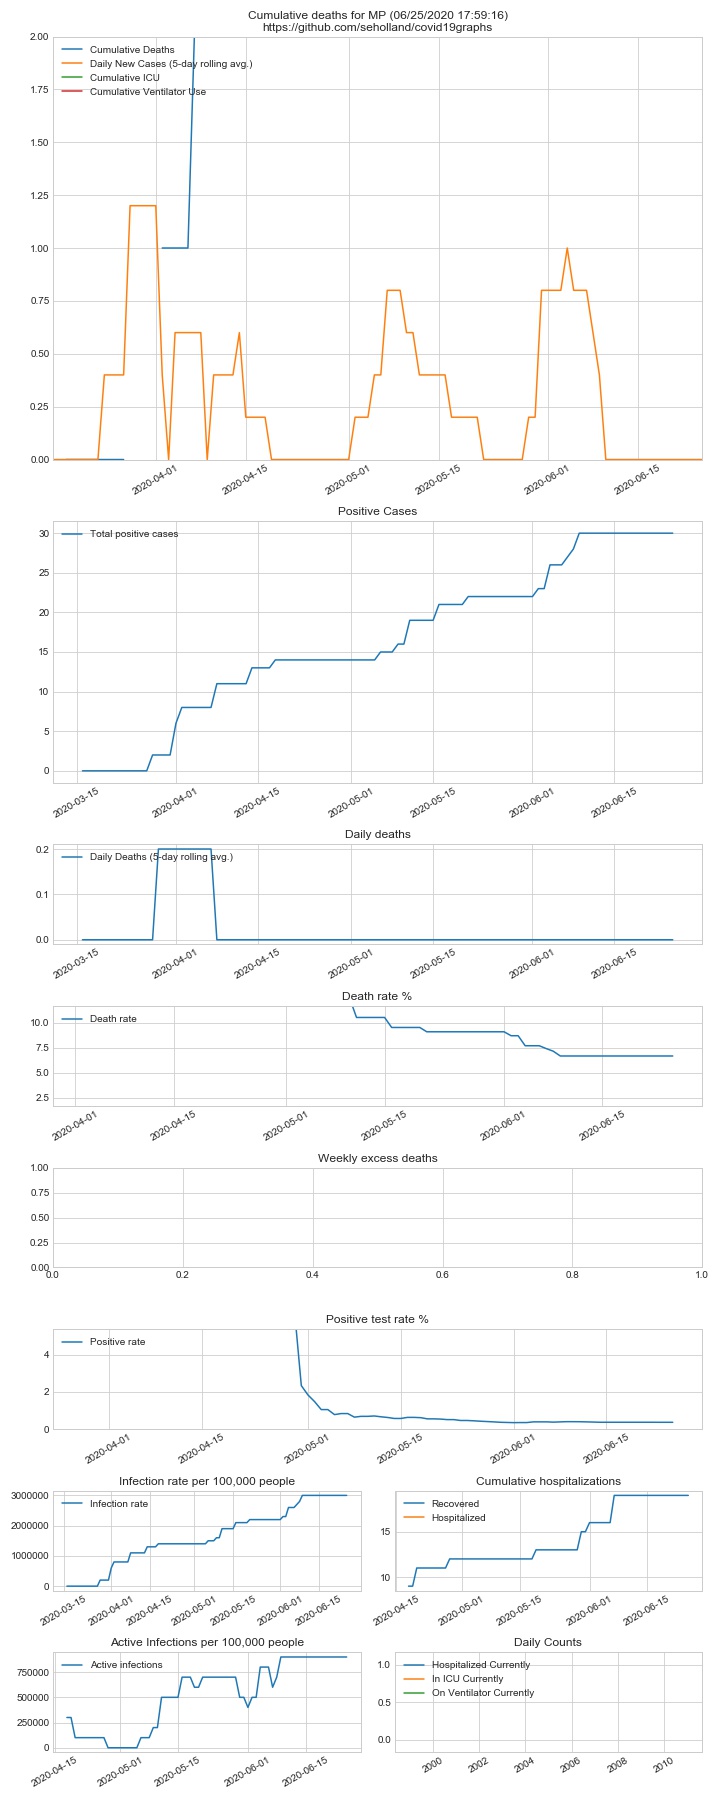 Cumulative deaths for MP (06/25/2020 17:59:16)
https://github.com/seholland/covid19graphs
2.00
Cumulative Deaths
Daily New Cases (5-day rolling avg.)
Cumulative ICU
Cumulative Ventilator Use
1.75
1.50
1.25
1.00
0.75
0.50
0.25
0.00
2020-04-01 2020-04-15 2020-05-01 2020-05-15 2020-06-01 2020-06-15
Positive Cases
Total positive cases
30
25
20
15
10
5
0
2020-03-15 2020-04-01 2020-04-15 2020-05-01 2020-05-15 2020-06-01 2020-06-15
Daily deaths
0.2
Daily Deaths (5-day rolling avg.)
0.1
0.0
2020-03-15 2020-04-01 2020-04-15 2020-05-01 2020-05-15 2020-06-01 2020-06-15
Death rate %
Death rate
10.0
7.5
5.0
2.5
2020-04-01 2020-04-15 2020-05-01 2020-05-15 2020-06-01 2020-06-15
Weekly excess deaths
1.00
0.75
0.50
0.25
0.00
0.0 0.2 0.4 0.6 0.8 1.0
Positive test rate %
Positive rate
4
2
0
2020-04-01 2020-04-15 2020-05-01 2020-05-15 2020-06-01 2020-06-15
Infection rate per 100,000 people
3000000
Infection rate
2000000
1000000
0
2020-03-15 2020-04-01 2020-04-15 2020-05-01 2020-05-15 2020-06-01 2020-06-15
Cumulative hospitalizations
Recovered
Hospitalized
15
10
2020-04-15 2020-05-01 2020-05-15 2020-06-01 2020-06-15
Active Infections per 100,000 people
Active infections
750000
500000
250000
0
2020-04-15 2020-05-01 2020-05-15 2020-06-01 2020-06-15
Daily Counts
1.0
Hospitalized Currently
In ICU Currently
On Ventilator Currently
0.5
0.0
2000 2002 2004 2006 2008 2010